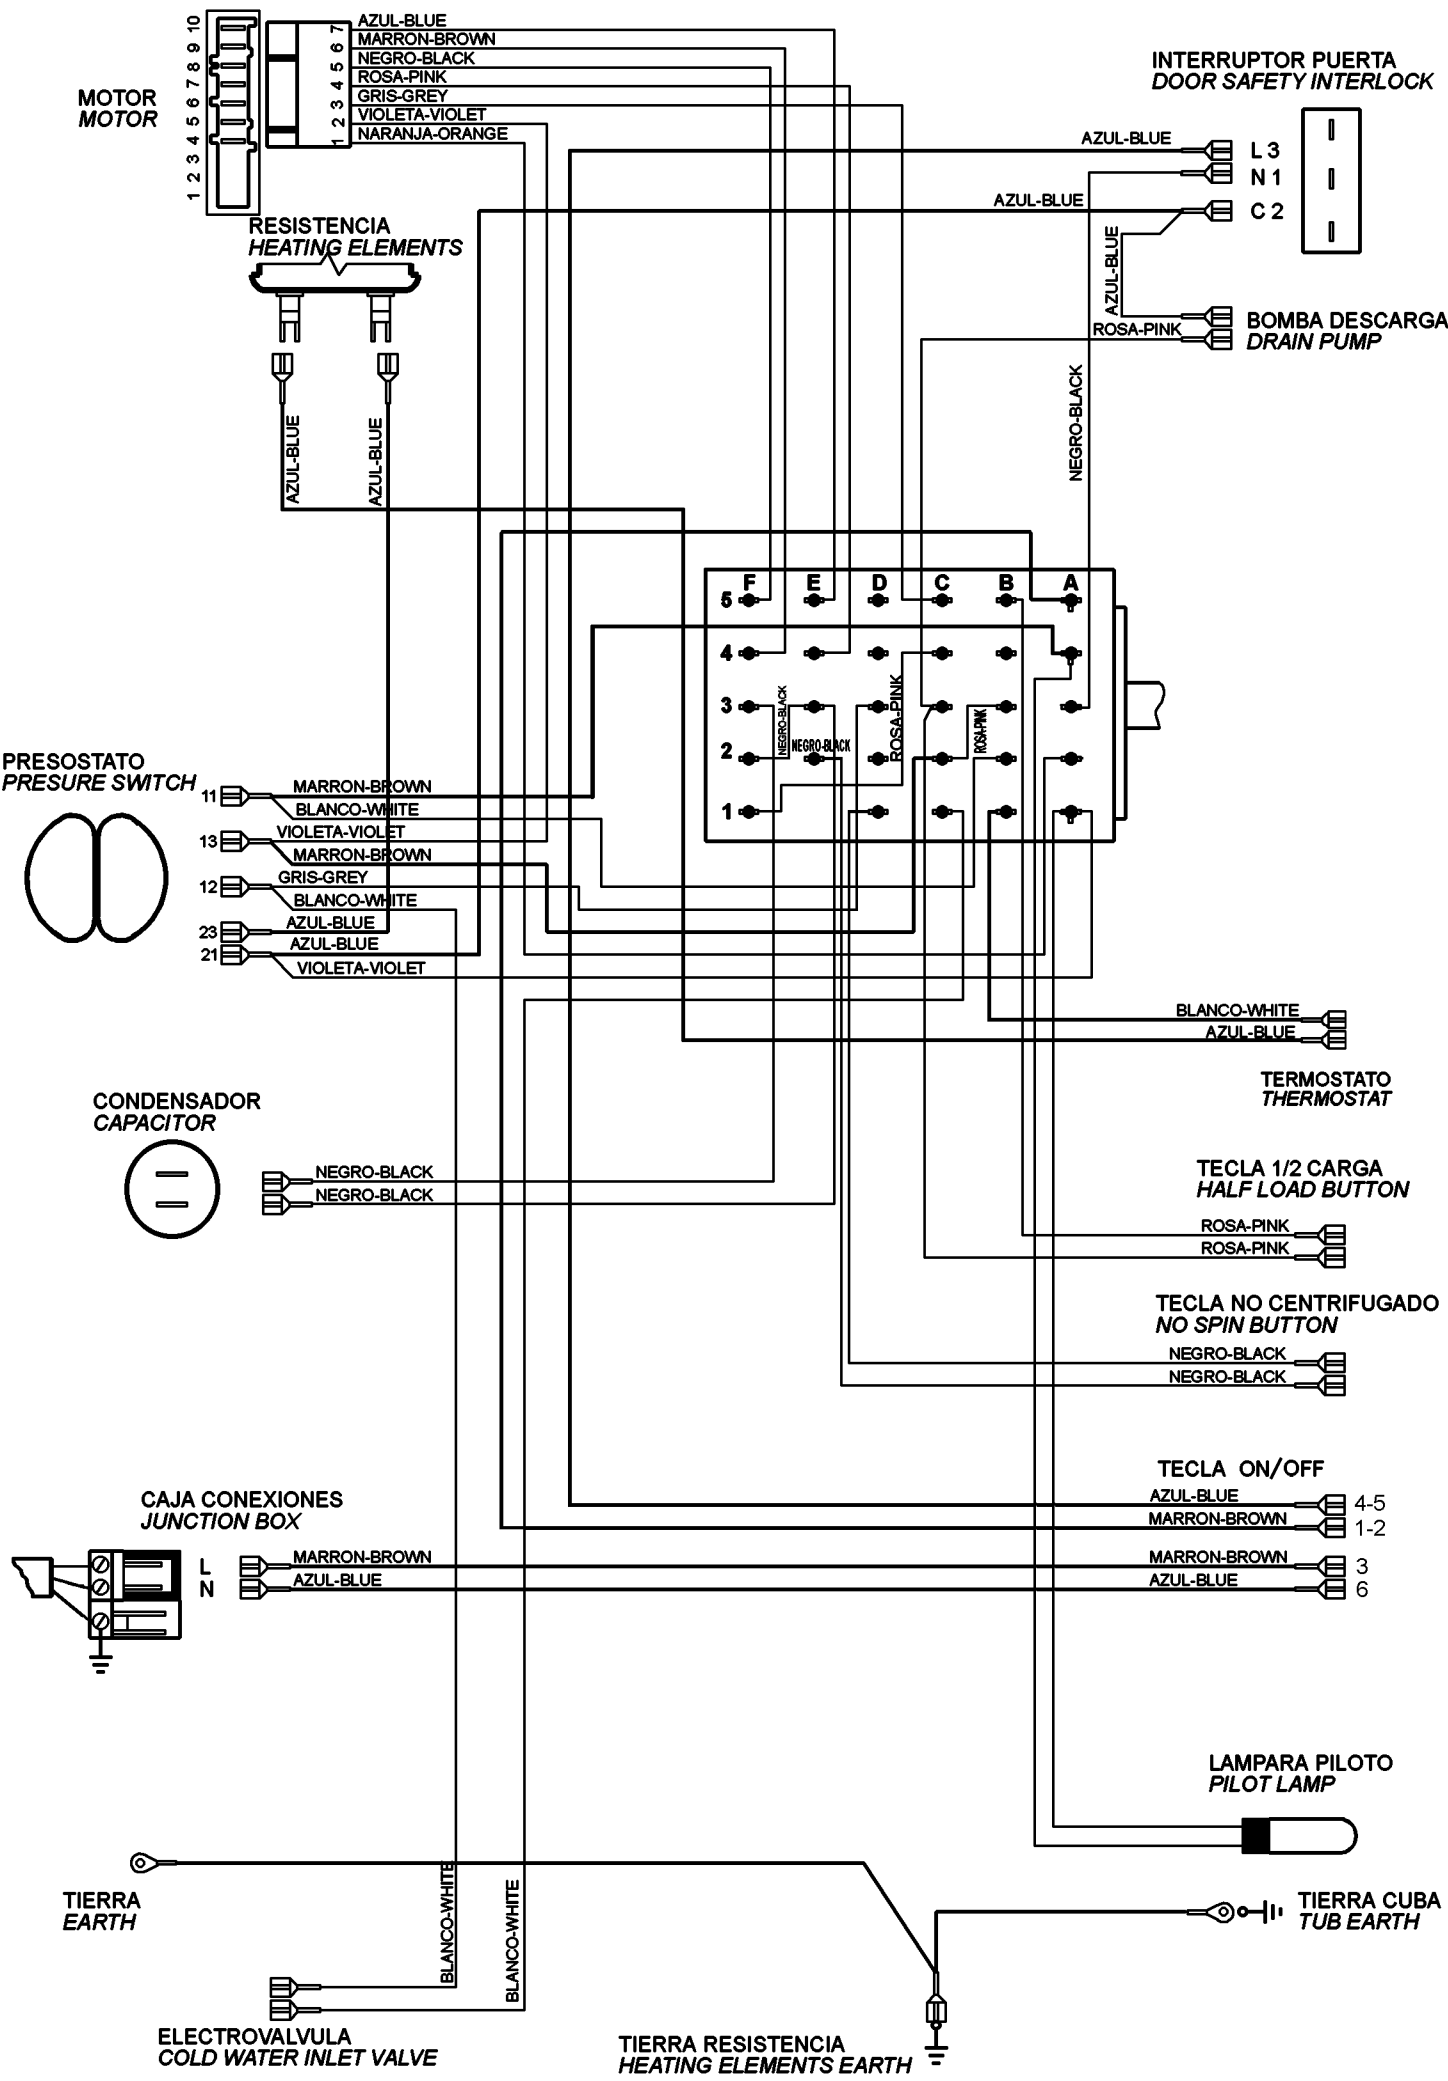 MOTOR
MOTOR
10
9
8
7
6
5
4
3
2
1
7
6
5
4
3
2
1
AZUL-BLUE
MARRON-BROWN
NEGRO-BLACK
ROSA-PINK
GRIS-GREY
VIOLETA-VIOLET
NARANJA-ORANGE
INTERRUPTOR PUERTA
DOOR SAFETY INTERLOCK
AZUL-BLUE
L 3
N 1
AZUL-BLUE
C 2
AZUL-BLUE
ROSA-PINK
BOMBA DESCARGA
DRAIN PUMP
NEGRO-BLACK
RESISTENCIA
HEATING ELEMENTS
AZUL-BLUE
AZUL-BLUE
F E D C B A
5
4
3
2
1
NEGRO-BLACK
NEGRO-BLACK
ROSA-PINK
ROSA-PINK
PRESOSTATO
PRESURE SWITCH
11
MARRON-BROWN
BLANCO-WHITE
13
VIOLETA-VIOLET
MARRON-BROWN
12
GRIS-GREY
BLANCO-WHITE
23
AZUL-BLUE
21
AZUL-BLUE
VIOLETA-VIOLET
BLANCO-WHITE
AZUL-BLUE
TERMOSTATO
THERMOSTAT
CONDENSADOR
CAPACITOR
NEGRO-BLACK
NEGRO-BLACK
TECLA 1/2 CARGA
HALF LOAD BUTTON
ROSA-PINK
ROSA-PINK
TECLA NO CENTRIFUGADO
NO SPIN BUTTON
NEGRO-BLACK
NEGRO-BLACK
TECLA ON/OFF
AZUL-BLUE
4-5
MARRON-BROWN
1-2
MARRON-BROWN
3
AZUL-BLUE
6
CAJA CONEXIONES
JUNCTION BOX
L
MARRON-BROWN
N
AZUL-BLUE
LAMPARA PILOTO
PILOT LAMP
TIERRA
EARTH
BLANCO-WHITE
BLANCO-WHITE
TIERRA CUBA
TUB EARTH
ELECTROVALVULA
COLD WATER INLET VALVE
TIERRA RESISTENCIA
HEATING ELEMENTS EARTH